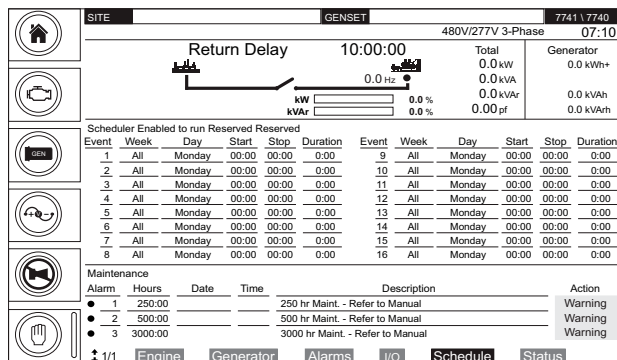 SITE GENSET 7741 \ 7740
480V/277V 3-Phase 07:10
Return Delay 10:00:00 Total Generator
0.0 kW 0.0 kWh+
0.0 Hz 0.0 kVA
0.0 kVAr 0.0 kVAh
kW 0.0 % 0.00 pf 0.0 kVArh
kVAr 0.0 %
Scheduler Enabled to run Reserved Reserved
Event Week Day Start Stop Duration Event Week Day Start Stop Duration
1 All Monday 00:00 00:00 0:00 9 All Monday 00:00 00:00 0:00
2 All Monday 00:00 00:00 0:00 10 All Monday 00:00 00:00 0:00
3 All Monday 00:00 00:00 0:00 11 All Monday 00:00 00:00 0:00
4 All Monday 00:00 00:00 0:00 12 All Monday 00:00 00:00 0:00
5 All Monday 00:00 00:00 0:00 13 All Monday 00:00 00:00 0:00
6 All Monday 00:00 00:00 0:00 14 All Monday 00:00 00:00 0:00
7 All Monday 00:00 00:00 0:00 15 All Monday 00:00 00:00 0:00
8 All Monday 00:00 00:00 0:00 16 All Monday 00:00 00:00 0:00
GEN
Maintenance
Alarm Hours Date Time Description Action
1 250:00 250 hr Maint. - Refer to Manual Warning
2 500:00 500 hr Maint. - Refer to Manual Warning
3 3000:00 3000 hr Maint. - Refer to Manual Warning
1/1 Engine Generator Alarms I/O Schedule Status